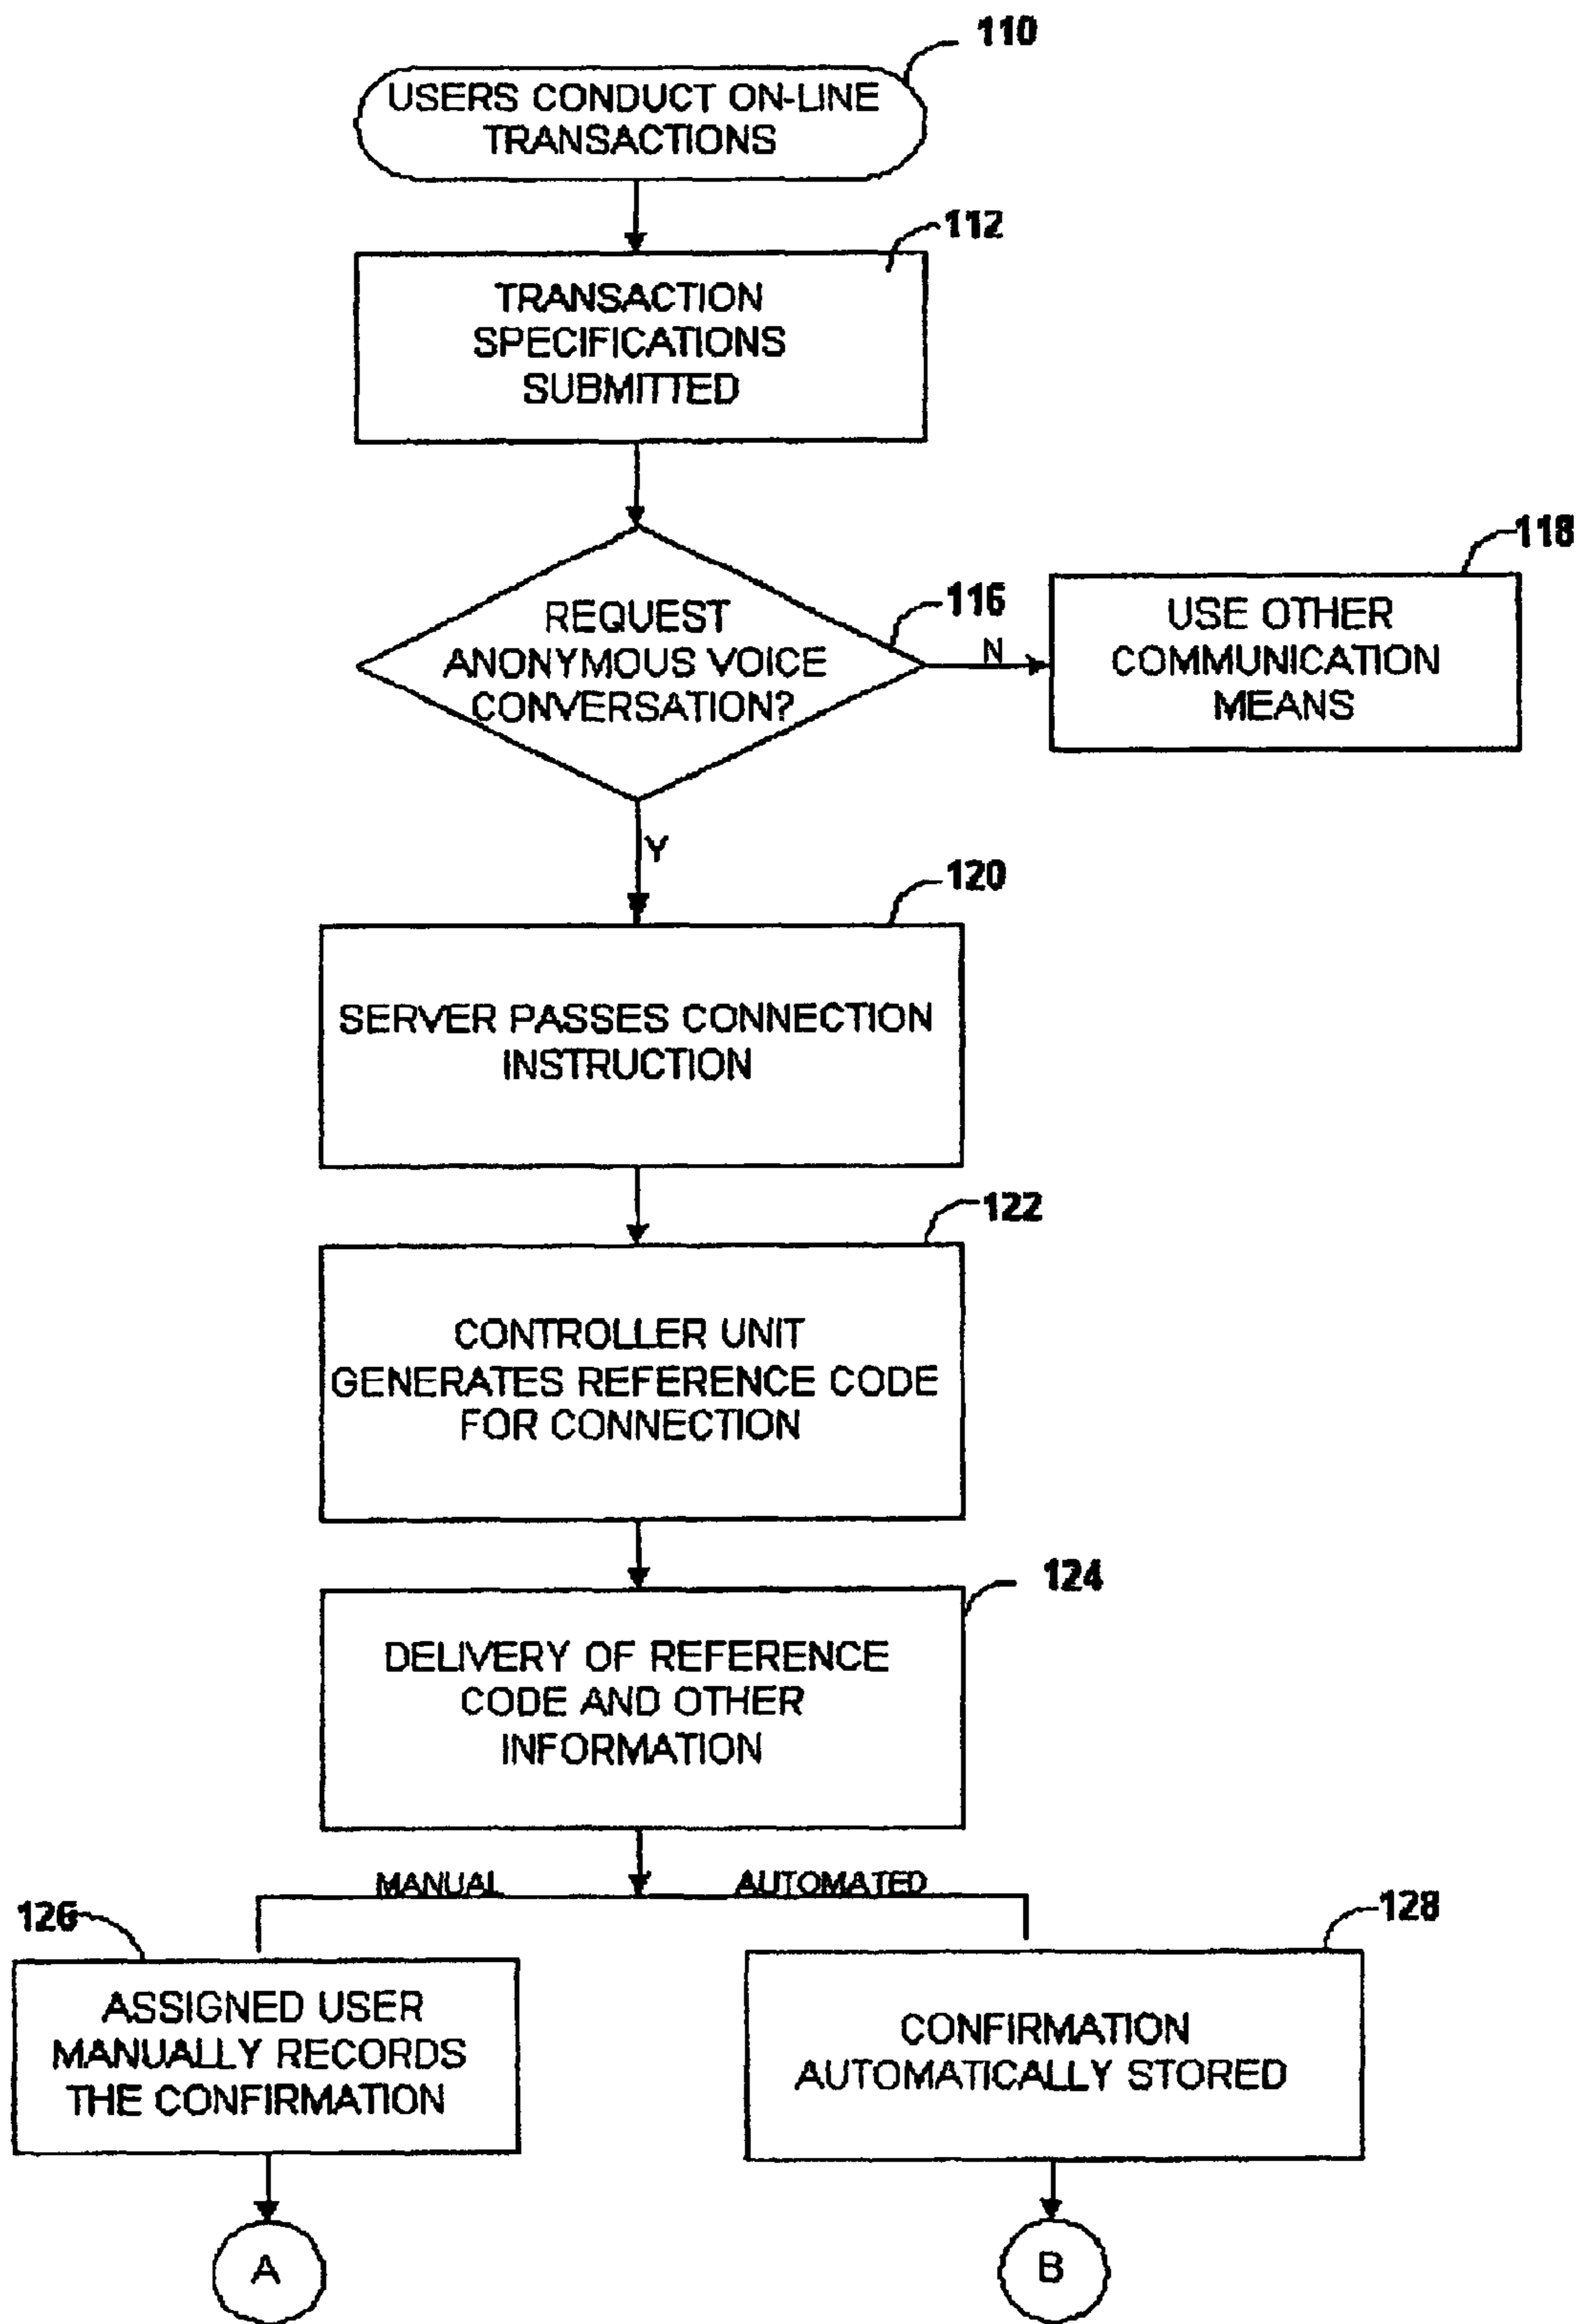 110
USERS CONDUCT ON-LINE
TRANSACTIONS
112
TRANSACTION
SPECIFICATIONS
SUBMITTED
116
REQUEST
ANONYMOUS VOICE
CONVERSATION?
N
118
USE OTHER
COMMUNICATION
MEANS
Y
120
SERVER PASSES CONNECTION
INSTRUCTION
122
CONTROLLER UNIT
GENERATES REFERENCE CODE
FOR CONNECTION
124
DELIVERY OF REFERENCE
CODE AND OTHER
INFORMATION
MANUAL
AUTOMATED
126
ASSIGNED USER
MANUALLY RECORDS
THE CONFIRMATION
128
CONFIRMATION
AUTOMATICALLY STORED
A
B